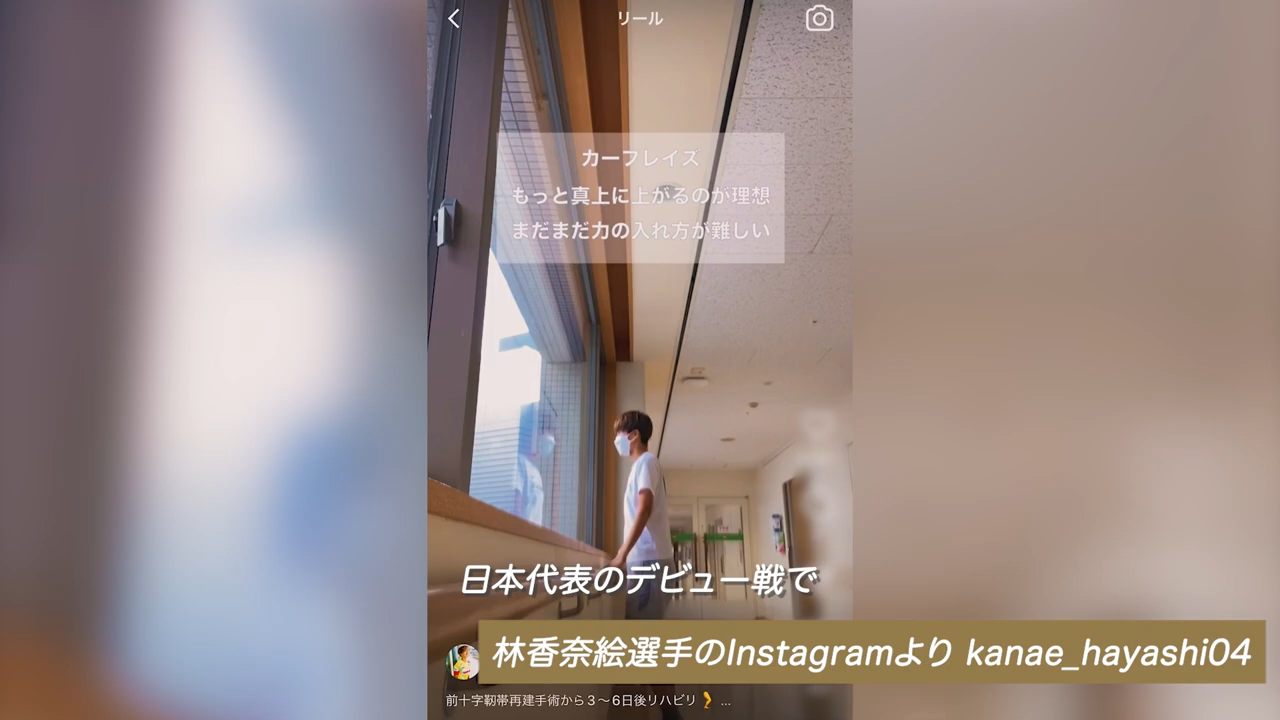 リール
カーフレイズ
もっと真上に上がるのが理想
まだまだ力の入れ方が難しい
日本代表のデビュー戦で
林香奈絵選手のInstagramより kanae_hayashi04
前十字靭帯再建手術から3〜6日後リハビリ🦵 ...